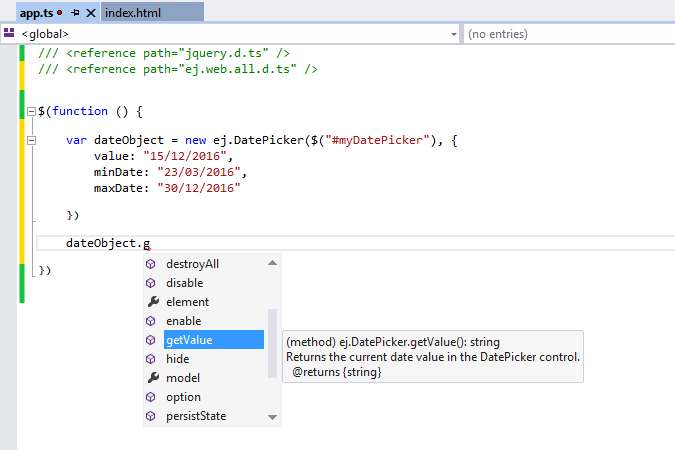 app.ts index.html
<global> (no entries)
/// <reference path="jquery.d.ts" />
/// <reference path="ej.web.all.d.ts" />
$(function () {
var dateObject = new ej.DatePicker($("#myDatePicker"), {
value: "15/12/2016",
minDate: "23/03/2016",
maxDate: "30/12/2016"
})
dateObject.g
destroyAll
disable
element
enable
getValue
(method) ej.DatePicker.getValue(): string
hide
Returns the current date value in the DatePicker control.
model
@returns {string}
option
persistState
})